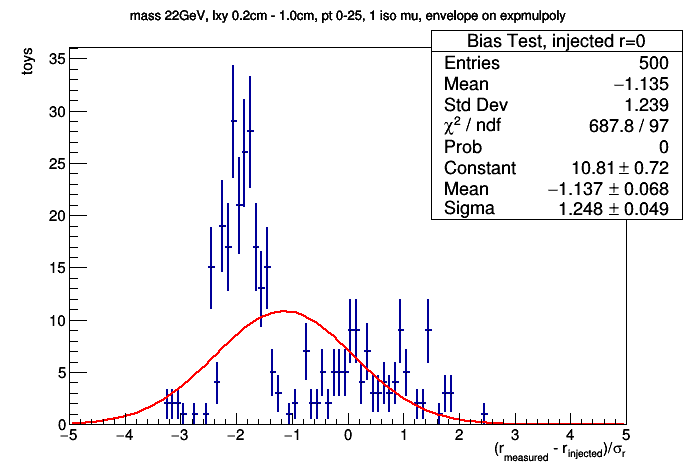 mass 22GeV, lxy 0.2cm - 1.0cm, pt 0-25, 1 iso mu, envelope on expmulpoly
Bias Test, injected r=0
Entries 500
Mean −1.135
Std Dev 1.239
χ² / ndf 687.8 / 97
Prob 0
Constant 10.81 ± 0.72
Mean −1.137 ± 0.068
Sigma 1.248 ± 0.049
toys
35
30
25
20
15
10
5
0
−5 −4 −3 −2 −1 0 1 2 3 4 5
(r_measured - r_injected)/σ_r